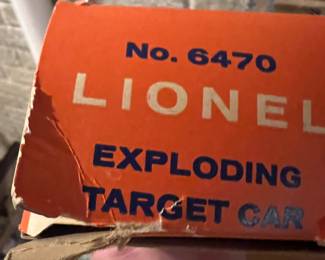 No. 6470
LIONEL
EXPLODING
TARGET CAR